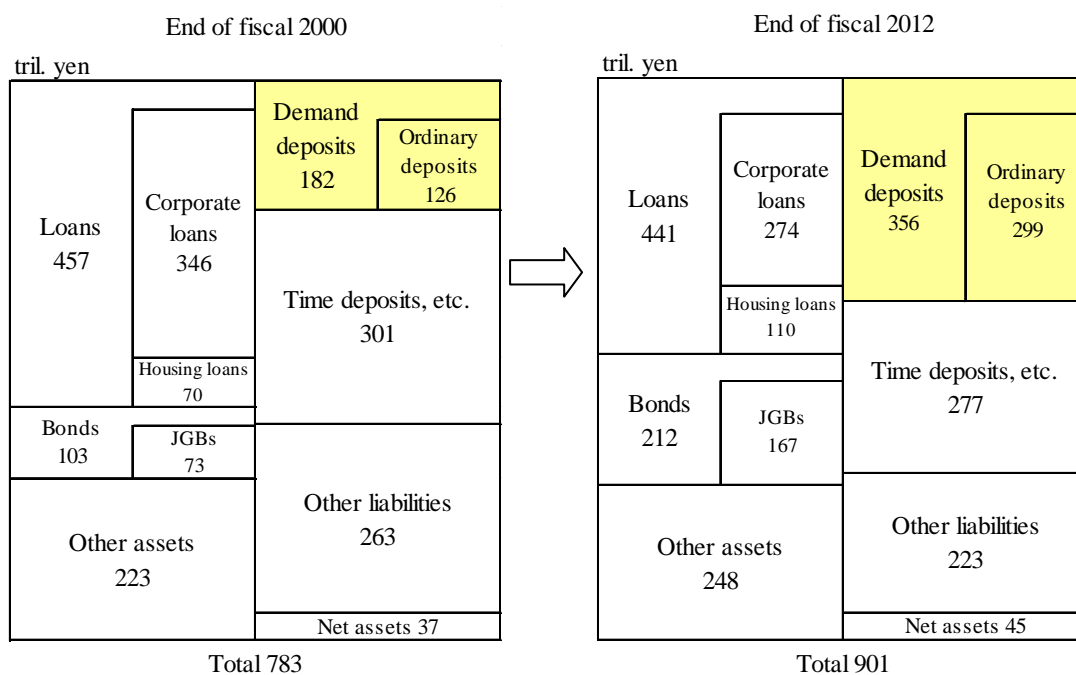 End of fiscal 2000
tril. yen
Loans
457
Corporate
loans
346
Housing loans
70
Bonds
103
JGBs
73
Other assets
223
Demand
deposits
182
Ordinary
deposits
126
Time deposits, etc.
301
Other liabilities
263
Net assets 37
Total 783
End of fiscal 2012
tril. yen
Loans
441
Corporate
loans
274
Housing loans
110
Bonds
212
JGBs
167
Other assets
248
Demand
deposits
356
Ordinary
deposits
299
Time deposits, etc.
277
Other liabilities
223
Net assets 45
Total 901